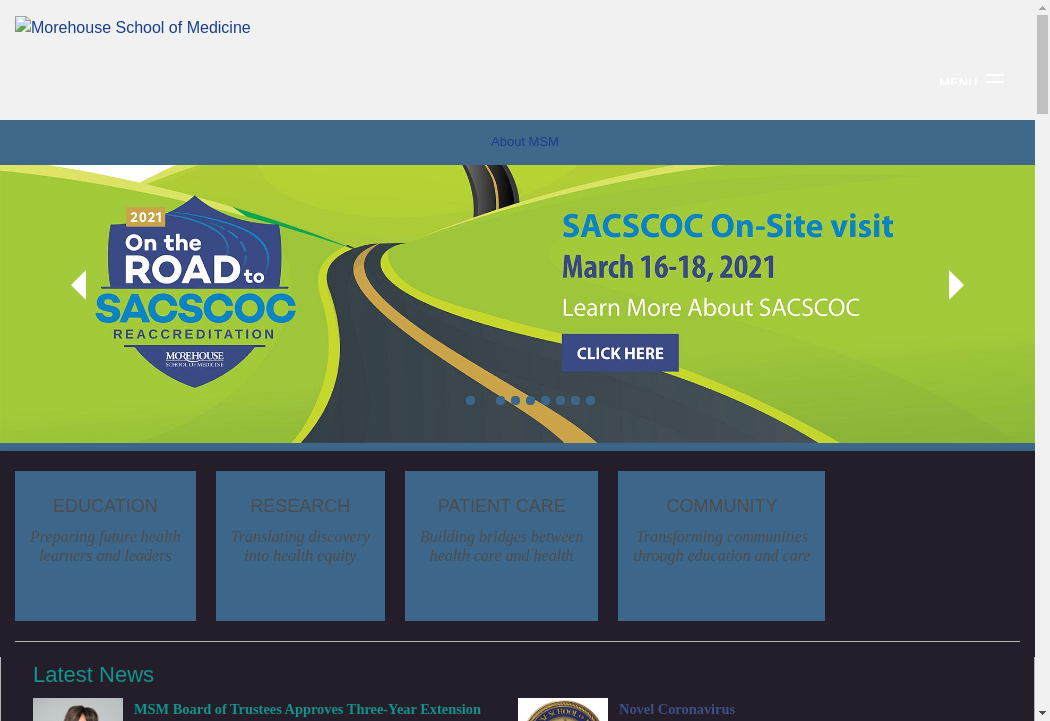 Morehouse School of Medicine
MENU
About MSM
2021
On the
ROAD to
SACSCOC
REACCREDITATION
MOREHOUSE
SCHOOL OF MEDICINE
SACSCOC On-Site visit
March 16-18, 2021
Learn More About SACSCOC
CLICK HERE
EDUCATION
Preparing future health
learners and leaders
RESEARCH
Translating discovery
into health equity
PATIENT CARE
Building bridges between
health care and health
COMMUNITY
Transforming communities
through education and care
Latest News
MSM Board of Trustees Approves Three-Year Extension
Novel Coronavirus